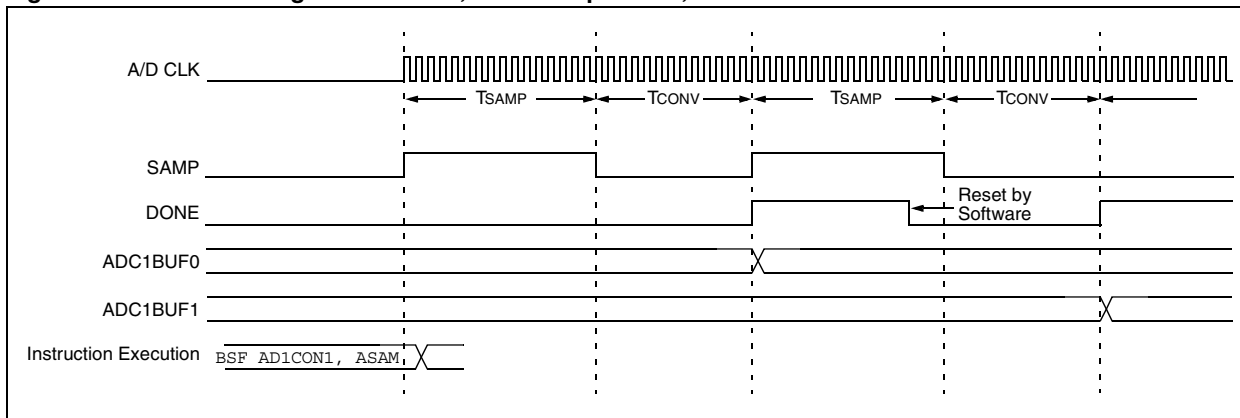 A/D CLK
TSAMP TCONV TSAMP TCONV
SAMP
DONE
Reset by
Software
ADC1BUF0
ADC1BUF1
Instruction Execution BSF AD1CON1, ASAM